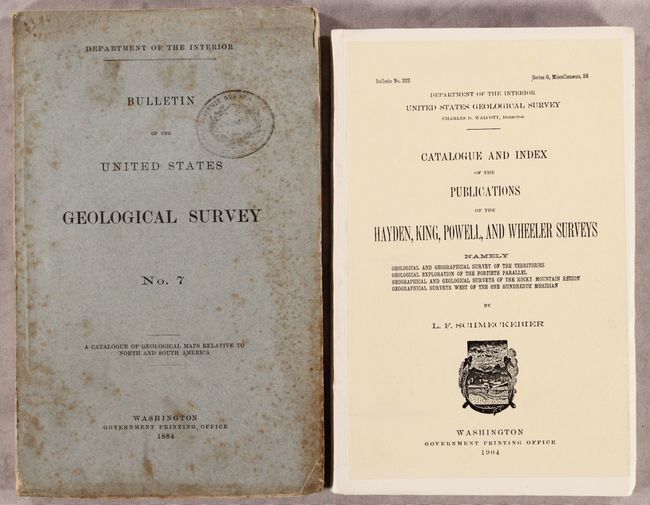 DEPARTMENT OF THE INTERIOR
BULLETIN
OF THE
UNITED STATES
GEOLOGICAL SURVEY
No. 7
A CATALOGUE OF GEOLOGICAL MAPS RELATIVE TO
NORTH AND SOUTH AMERICA
WASHINGTON
GOVERNMENT PRINTING OFFICE
1884
Bulletin No. 222
Series G, Miscellaneous, 26
DEPARTMENT OF THE INTERIOR
UNITED STATES GEOLOGICAL SURVEY
CHARLES D. WALCOTT, DIRECTOR
CATALOGUE AND INDEX
OF THE
PUBLICATIONS
OF THE
HAYDEN, KING, POWELL, AND WHEELER SURVEYS
NAMELY
GEOLOGICAL AND GEOGRAPHICAL SURVEY OF THE TERRITORIES
GEOLOGICAL EXPLORATION OF THE FORTIETH PARALLEL
GEOGRAPHICAL AND GEOLOGICAL SURVEYS OF THE ROCKY MOUNTAIN REGION
GEOGRAPHICAL SURVEYS WEST OF THE ONE HUNDREDTH MERIDIAN
BY
L. F. SCHMECKEBIER
WASHINGTON
GOVERNMENT PRINTING OFFICE
1904